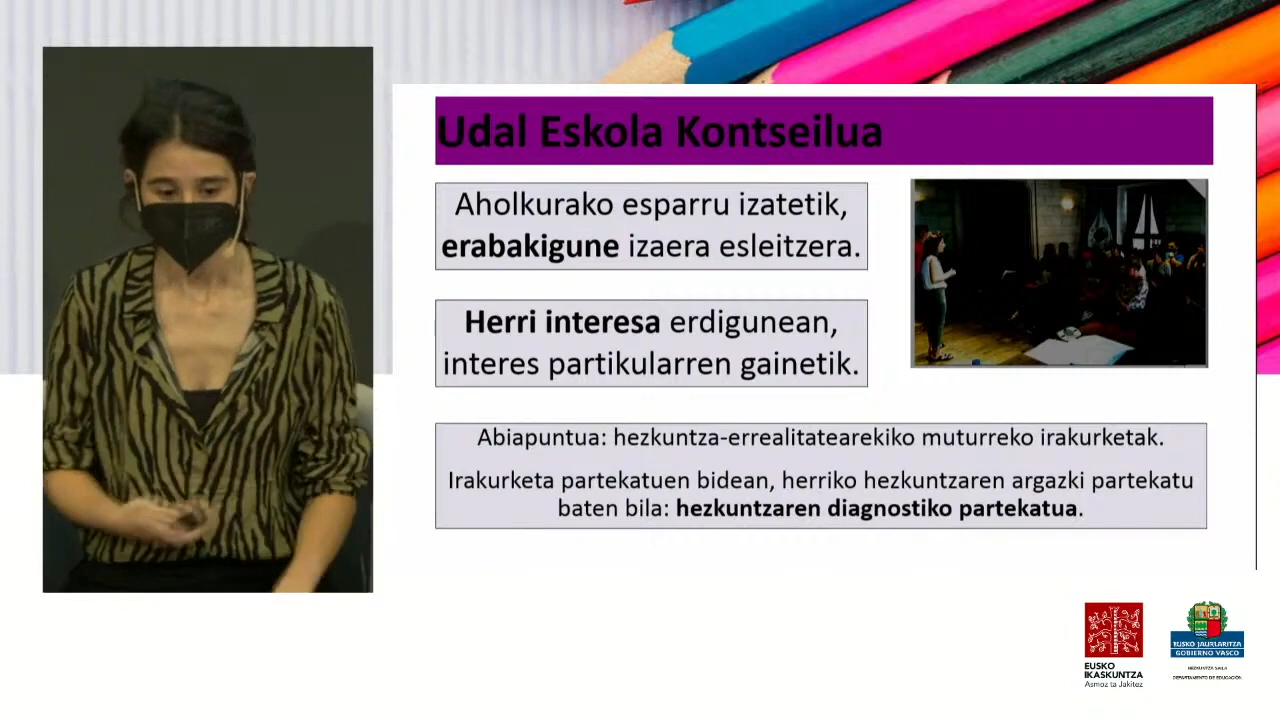 Udal Eskola Kontseilua
Aholkurako esparru izatetik,
erabakigune izaera esleitzera.
Herri interesa erdigunean,
interes partikularren gainetik.
Abiapuntua: hezkuntza-errealitatearekiko muturreko irakurketak.
Irakurketa partekatuen bidean, herriko hezkuntzaren argazki partekatu
baten bila: hezkuntzaren diagnostiko partekatua.
EUSKO
IKASKUNTZA
Asmoz ta Jakitez
EUSKO JAURLARITZA
GOBIERNO VASCO
HEZKUNTZA SAILA
DEPARTAMENTO DE EDUCACIÓN